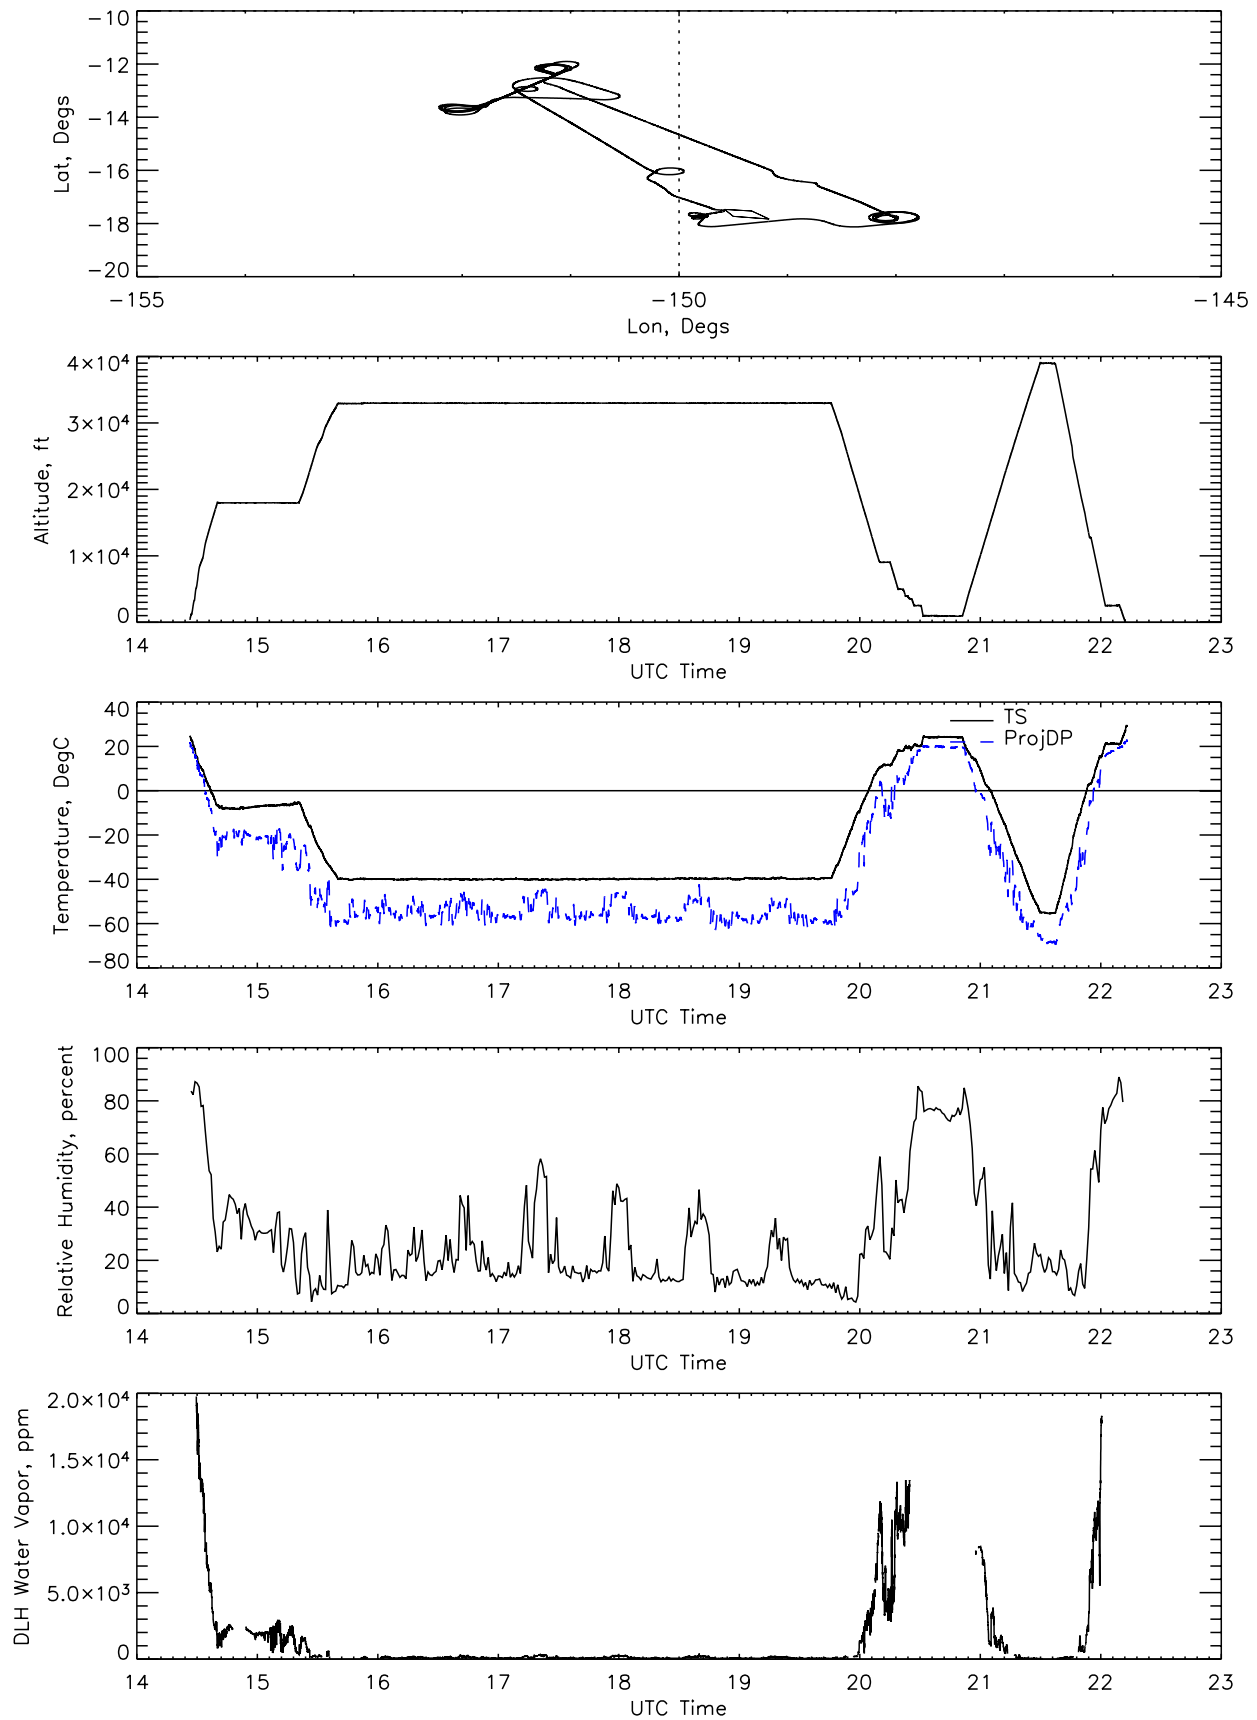 -10
-12
-14
-16
-18
-20
Lat, Degs
-155
-150
-145
Lon, Degs
4×10⁴
3×10⁴
2×10⁴
1×10⁴
0
Altitude, ft
14 15 16 17 18 19 20 21 22 23
UTC Time
40
20
0
-20
-40
-60
-80
Temperature, DegC
TS
ProjDP
14 15 16 17 18 19 20 21 22 23
UTC Time
100
80
60
40
20
0
Relative Humidity, percent
14 15 16 17 18 19 20 21 22 23
UTC Time
2.0×10⁴
1.5×10⁴
1.0×10⁴
5.0×10³
0
DLH Water Vapor, ppm
14 15 16 17 18 19 20 21 22 23
UTC Time